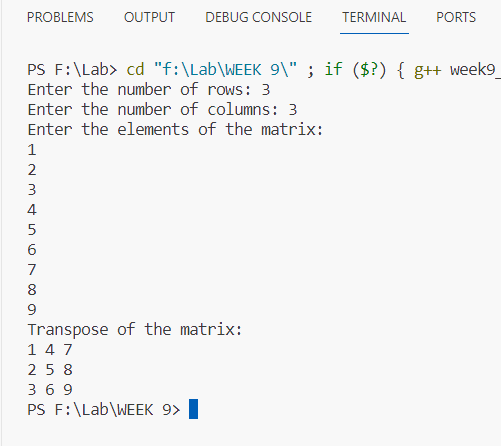 PROBLEMS OUTPUT DEBUG CONSOLE TERMINAL PORTS
PS F:\Lab> cd "f:\Lab\WEEK 9\" ; if ($?) { g++ week9_
Enter the number of rows: 3
Enter the number of columns: 3
Enter the elements of the matrix:
1
2
3
4
5
6
7
8
9
Transpose of the matrix:
1 4 7
2 5 8
3 6 9
PS F:\Lab\WEEK 9>